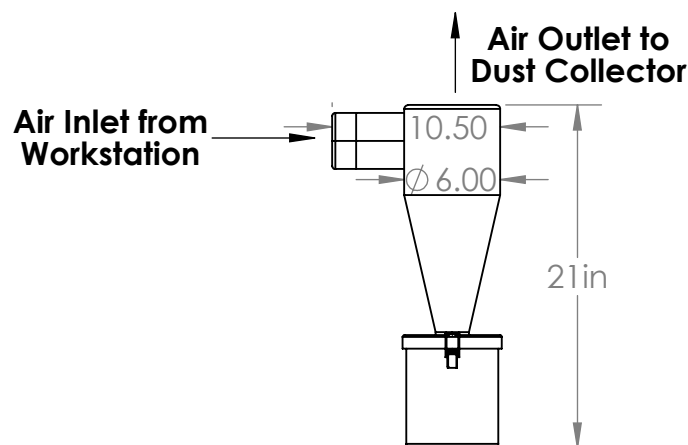 Air Outlet to
Dust Collector
Air Inlet from
Workstation
10.50
Ø 6.00
21in